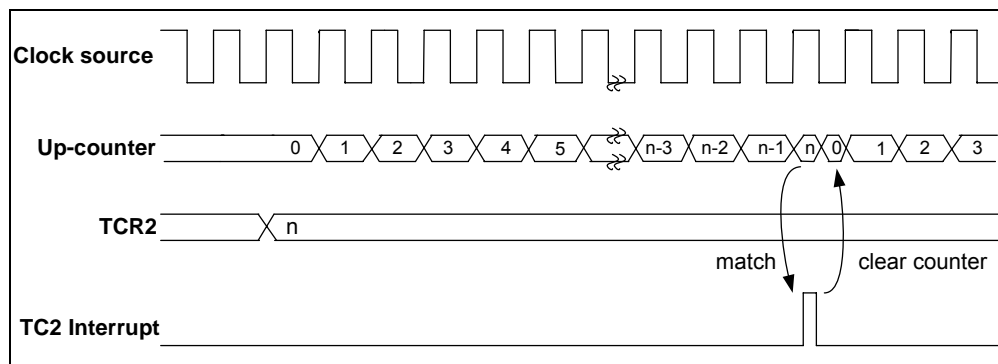 Clock source
Up-counter
0 1 2 3 4 5 n-3 n-2 n-1 n 0 1 2 3
TCR2
n
match
clear counter
TC2 Interrupt